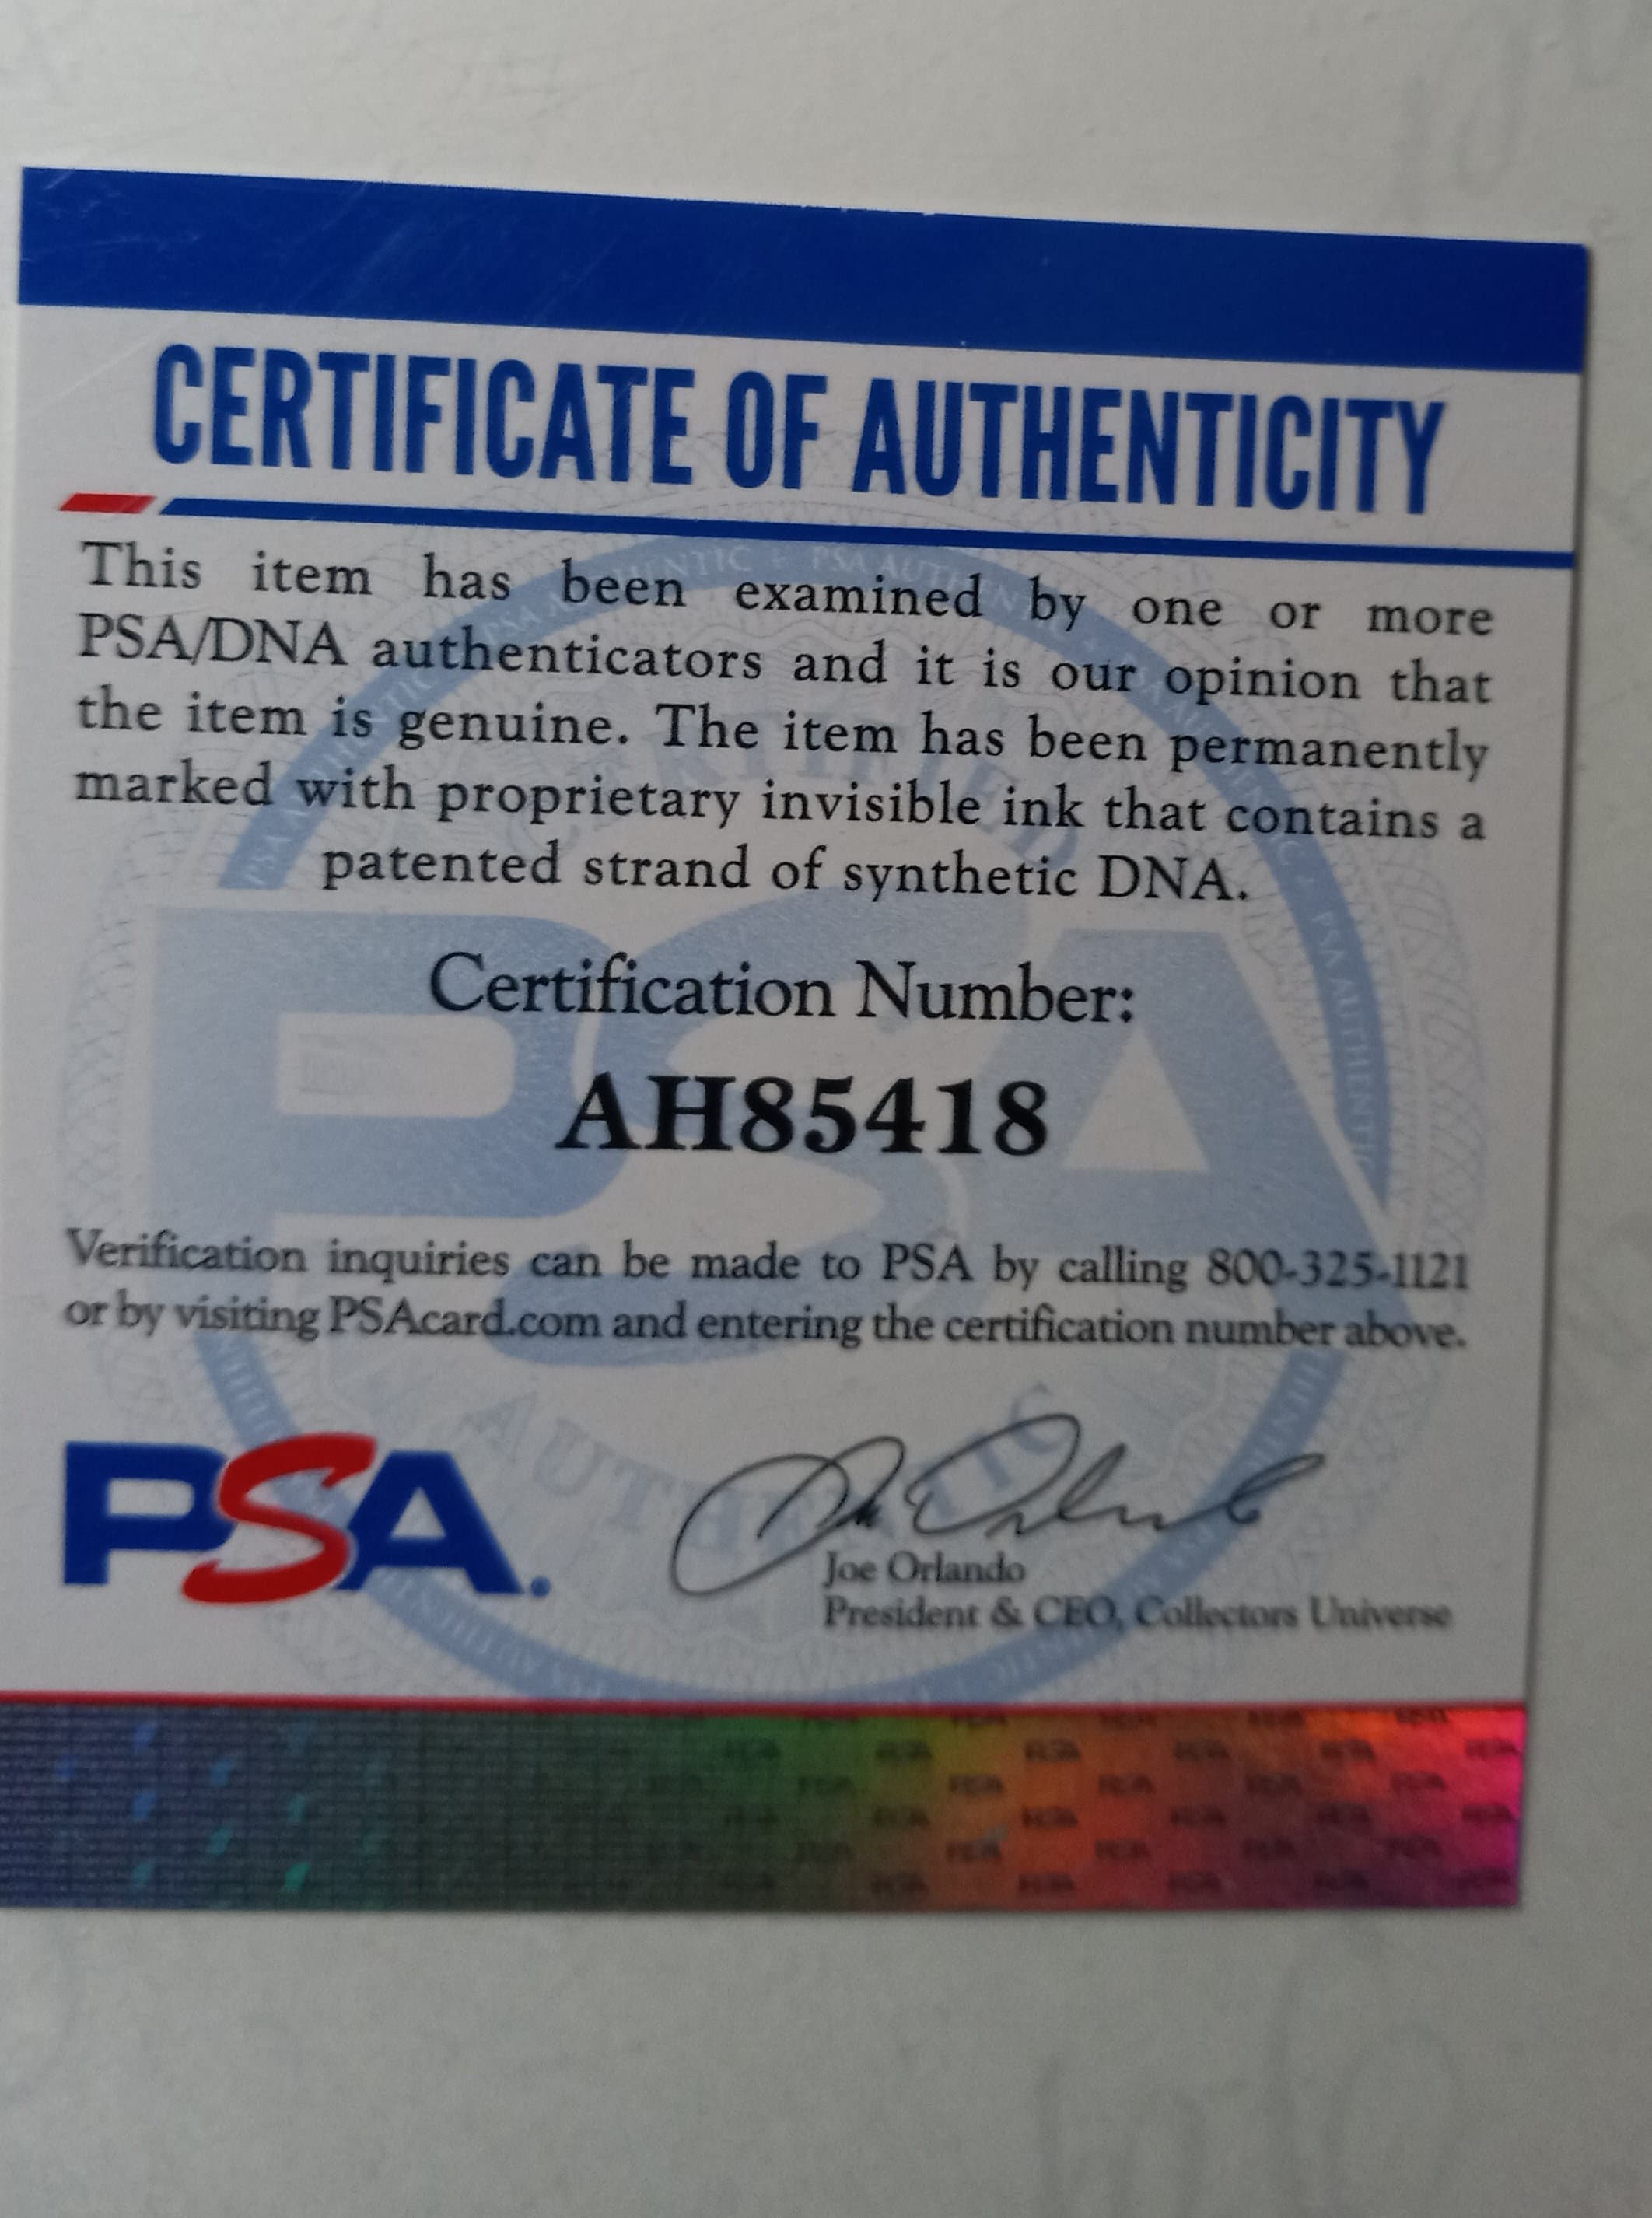 CERTIFICATE OF AUTHENTICITY
This item has been examined by one or more
PSA/DNA authenticators and it is our opinion that
the item is genuine. The item has been permanently
marked with proprietary invisible ink that contains a
patented strand of synthetic DNA.
Certification Number:
AH85418
Verification inquiries can be made to PSA by calling 800-325-1121
or by visiting PSAcard.com and entering the certification number above.
PSA.
Joe Orlando
President & CEO, Collectors Universe